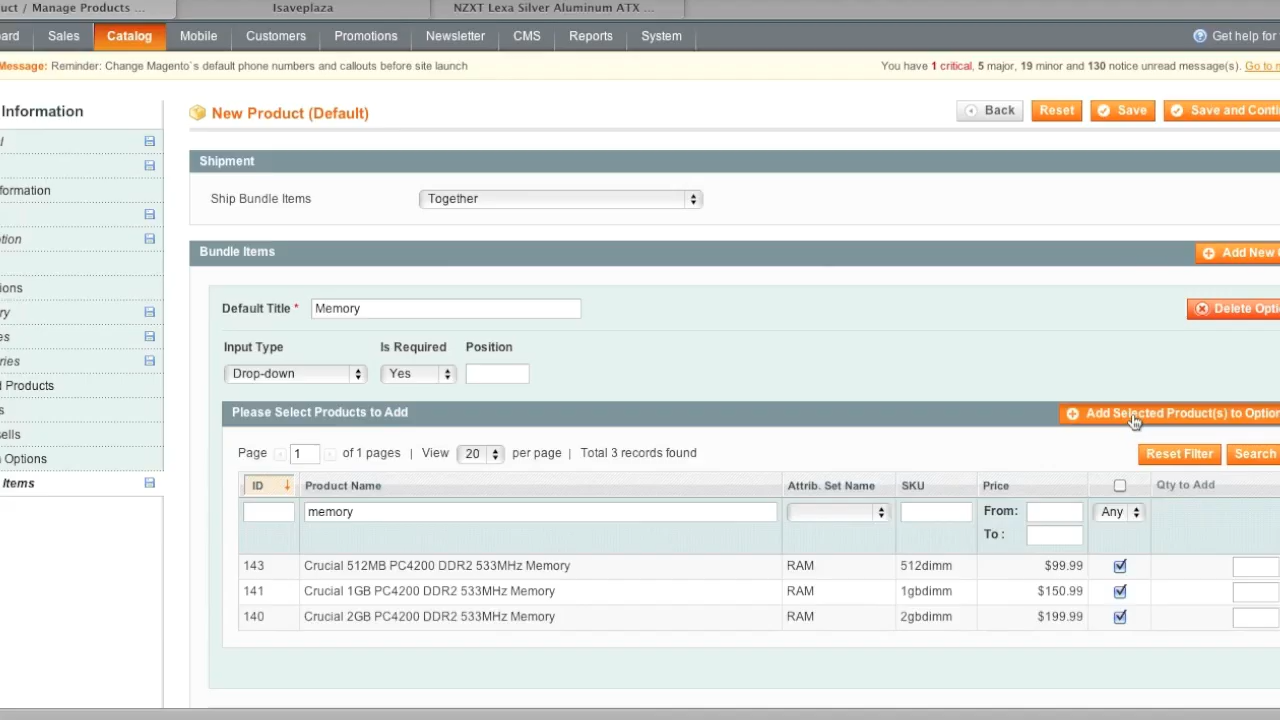 uct / Manage Products ...
Isaveplaza
NZXT Lexa Silver Aluminum ATX ...
ard Sales Catalog Mobile Customers Promotions Newsletter CMS Reports System Get help for
Message: Reminder: Change Magento`s default phone numbers and callouts before site launch
You have 1 critical, 5 major, 19 minor and 130 notice unread message(s). Go to
Information
New Product (Default)
Back Reset Save Save and Conti
Shipment
Ship Bundle Items Together
formation
tion
ions
ry
es
ries
d Products
s
sells
Options
Items
Bundle Items
Add New
Default Title * Memory
Delete Opti
Input Type Is Required Position
Drop-down Yes
Please Select Products to Add
Add Selected Product(s) to Option
Page 1 of 1 pages | View 20 per page | Total 3 records found
Reset Filter Search
ID Product Name Attrib. Set Name SKU Price Qty to Add
memory From: Any
To :
143 Crucial 512MB PC4200 DDR2 533MHz Memory RAM 512dimm $99.99
141 Crucial 1GB PC4200 DDR2 533MHz Memory RAM 1gbdimm $150.99
140 Crucial 2GB PC4200 DDR2 533MHz Memory RAM 2gbdimm $199.99